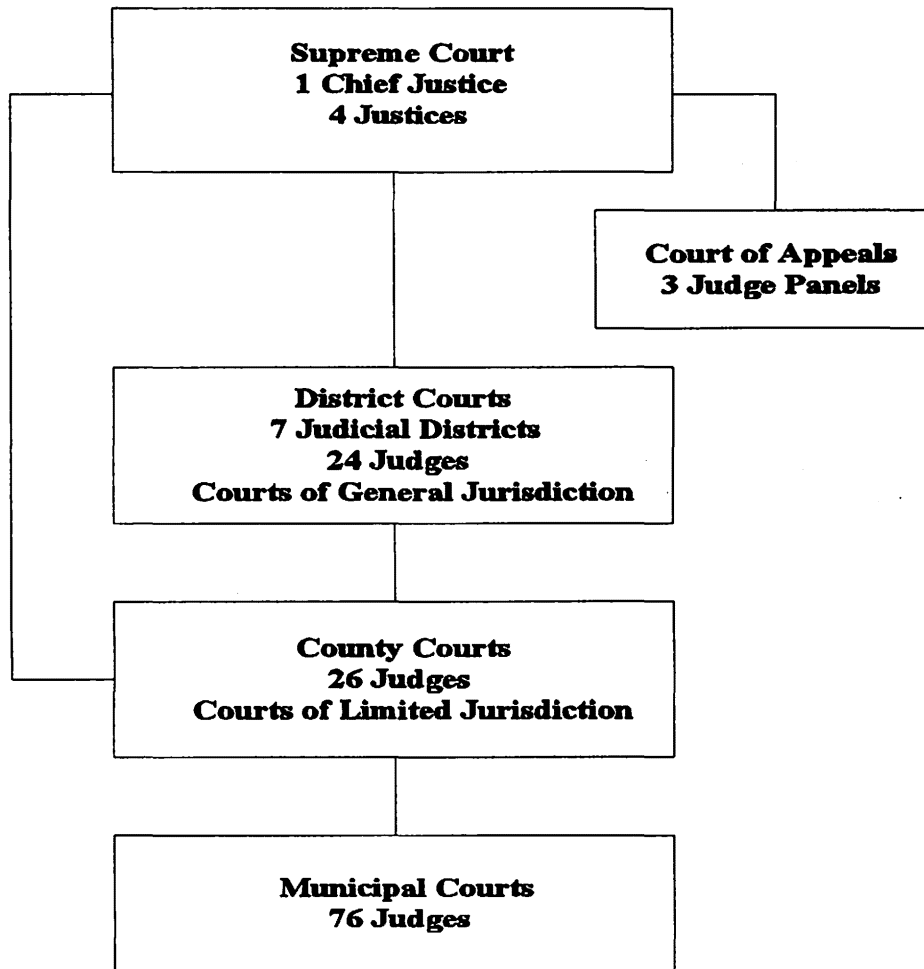 Supreme Court
1 Chief Justice
4 Justices
Court of Appeals
3 Judge Panels
District Courts
7 Judicial Districts
24 Judges
Courts of General Jurisdiction
County Courts
26 Judges
Courts of Limited Jurisdiction
Municipal Courts
76 Judges